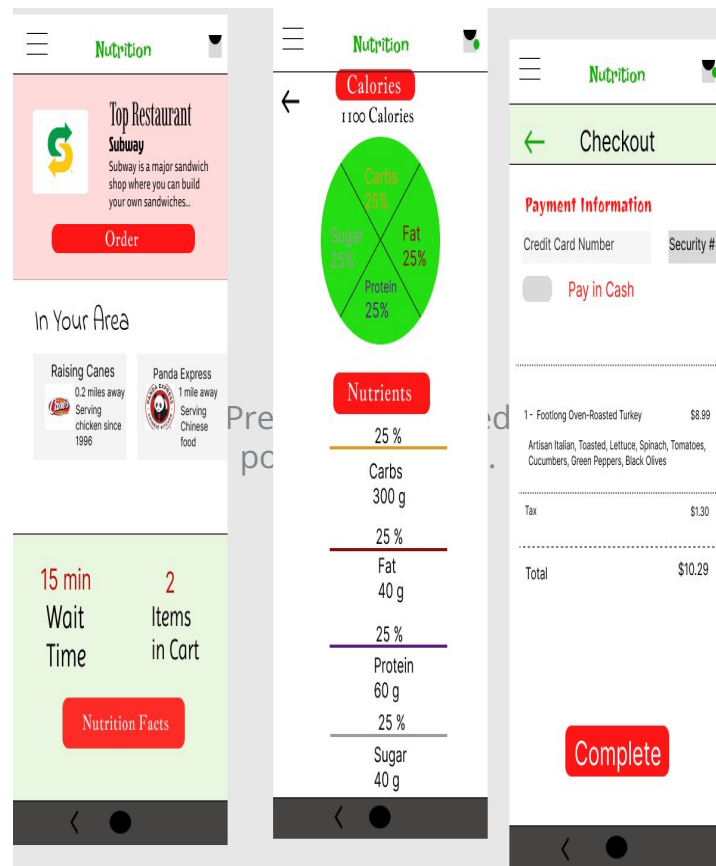 Nutrition
Top Restaurant
Subway
Subway is a major sandwich
shop where you can build
your own sandwiches..
Order
In Your Area
Raising Canes
0.2 miles away
Serving
chicken since
1996
Panda Express
1 mile away
Serving
Chinese
food
15 min
Wait
Time
2
Items
in Cart
Nutrition Facts
Nutrition
Calories
1100 Calories
Carbs
25%
Sugar
25%
Fat
25%
Protein
25%
Nutrients
25 %
Carbs
300 g
25 %
Fat
40 g
25 %
Protein
60 g
25 %
Sugar
40 g
Nutrition
Checkout
Payment Information
Credit Card Number
Security #
Pay in Cash
1 - Footlong Oven-Roasted Turkey $8.99
Artisan Italian, Toasted, Lettuce, Spinach, Tomatoes,
Cucumbers, Green Peppers, Black Olives
Tax $1.30
Total $10.29
Complete